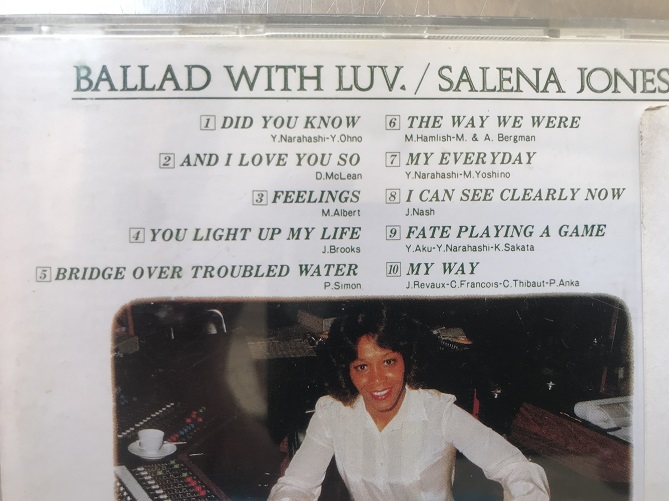 BALLAD WITH LUV. / SALENA JONES
1 DID YOU KNOW
Y.Narahashi-Y.Ohno
2 AND I LOVE YOU SO
D.McLean
3 FEELINGS
M.Albert
4 YOU LIGHT UP MY LIFE
J.Brooks
5 BRIDGE OVER TROUBLED WATER
P.Simon
6 THE WAY WE WERE
M.Hamlish-M. & A. Bergman
7 MY EVERYDAY
Y.Narahashi-M.Yoshino
8 I CAN SEE CLEARLY NOW
J.Nash
9 FATE PLAYING A GAME
Y.Aku-Y.Narahashi-K.Sakata
10 MY WAY
J.Revaux-C.Francois-C.Thibaut-P.Anka